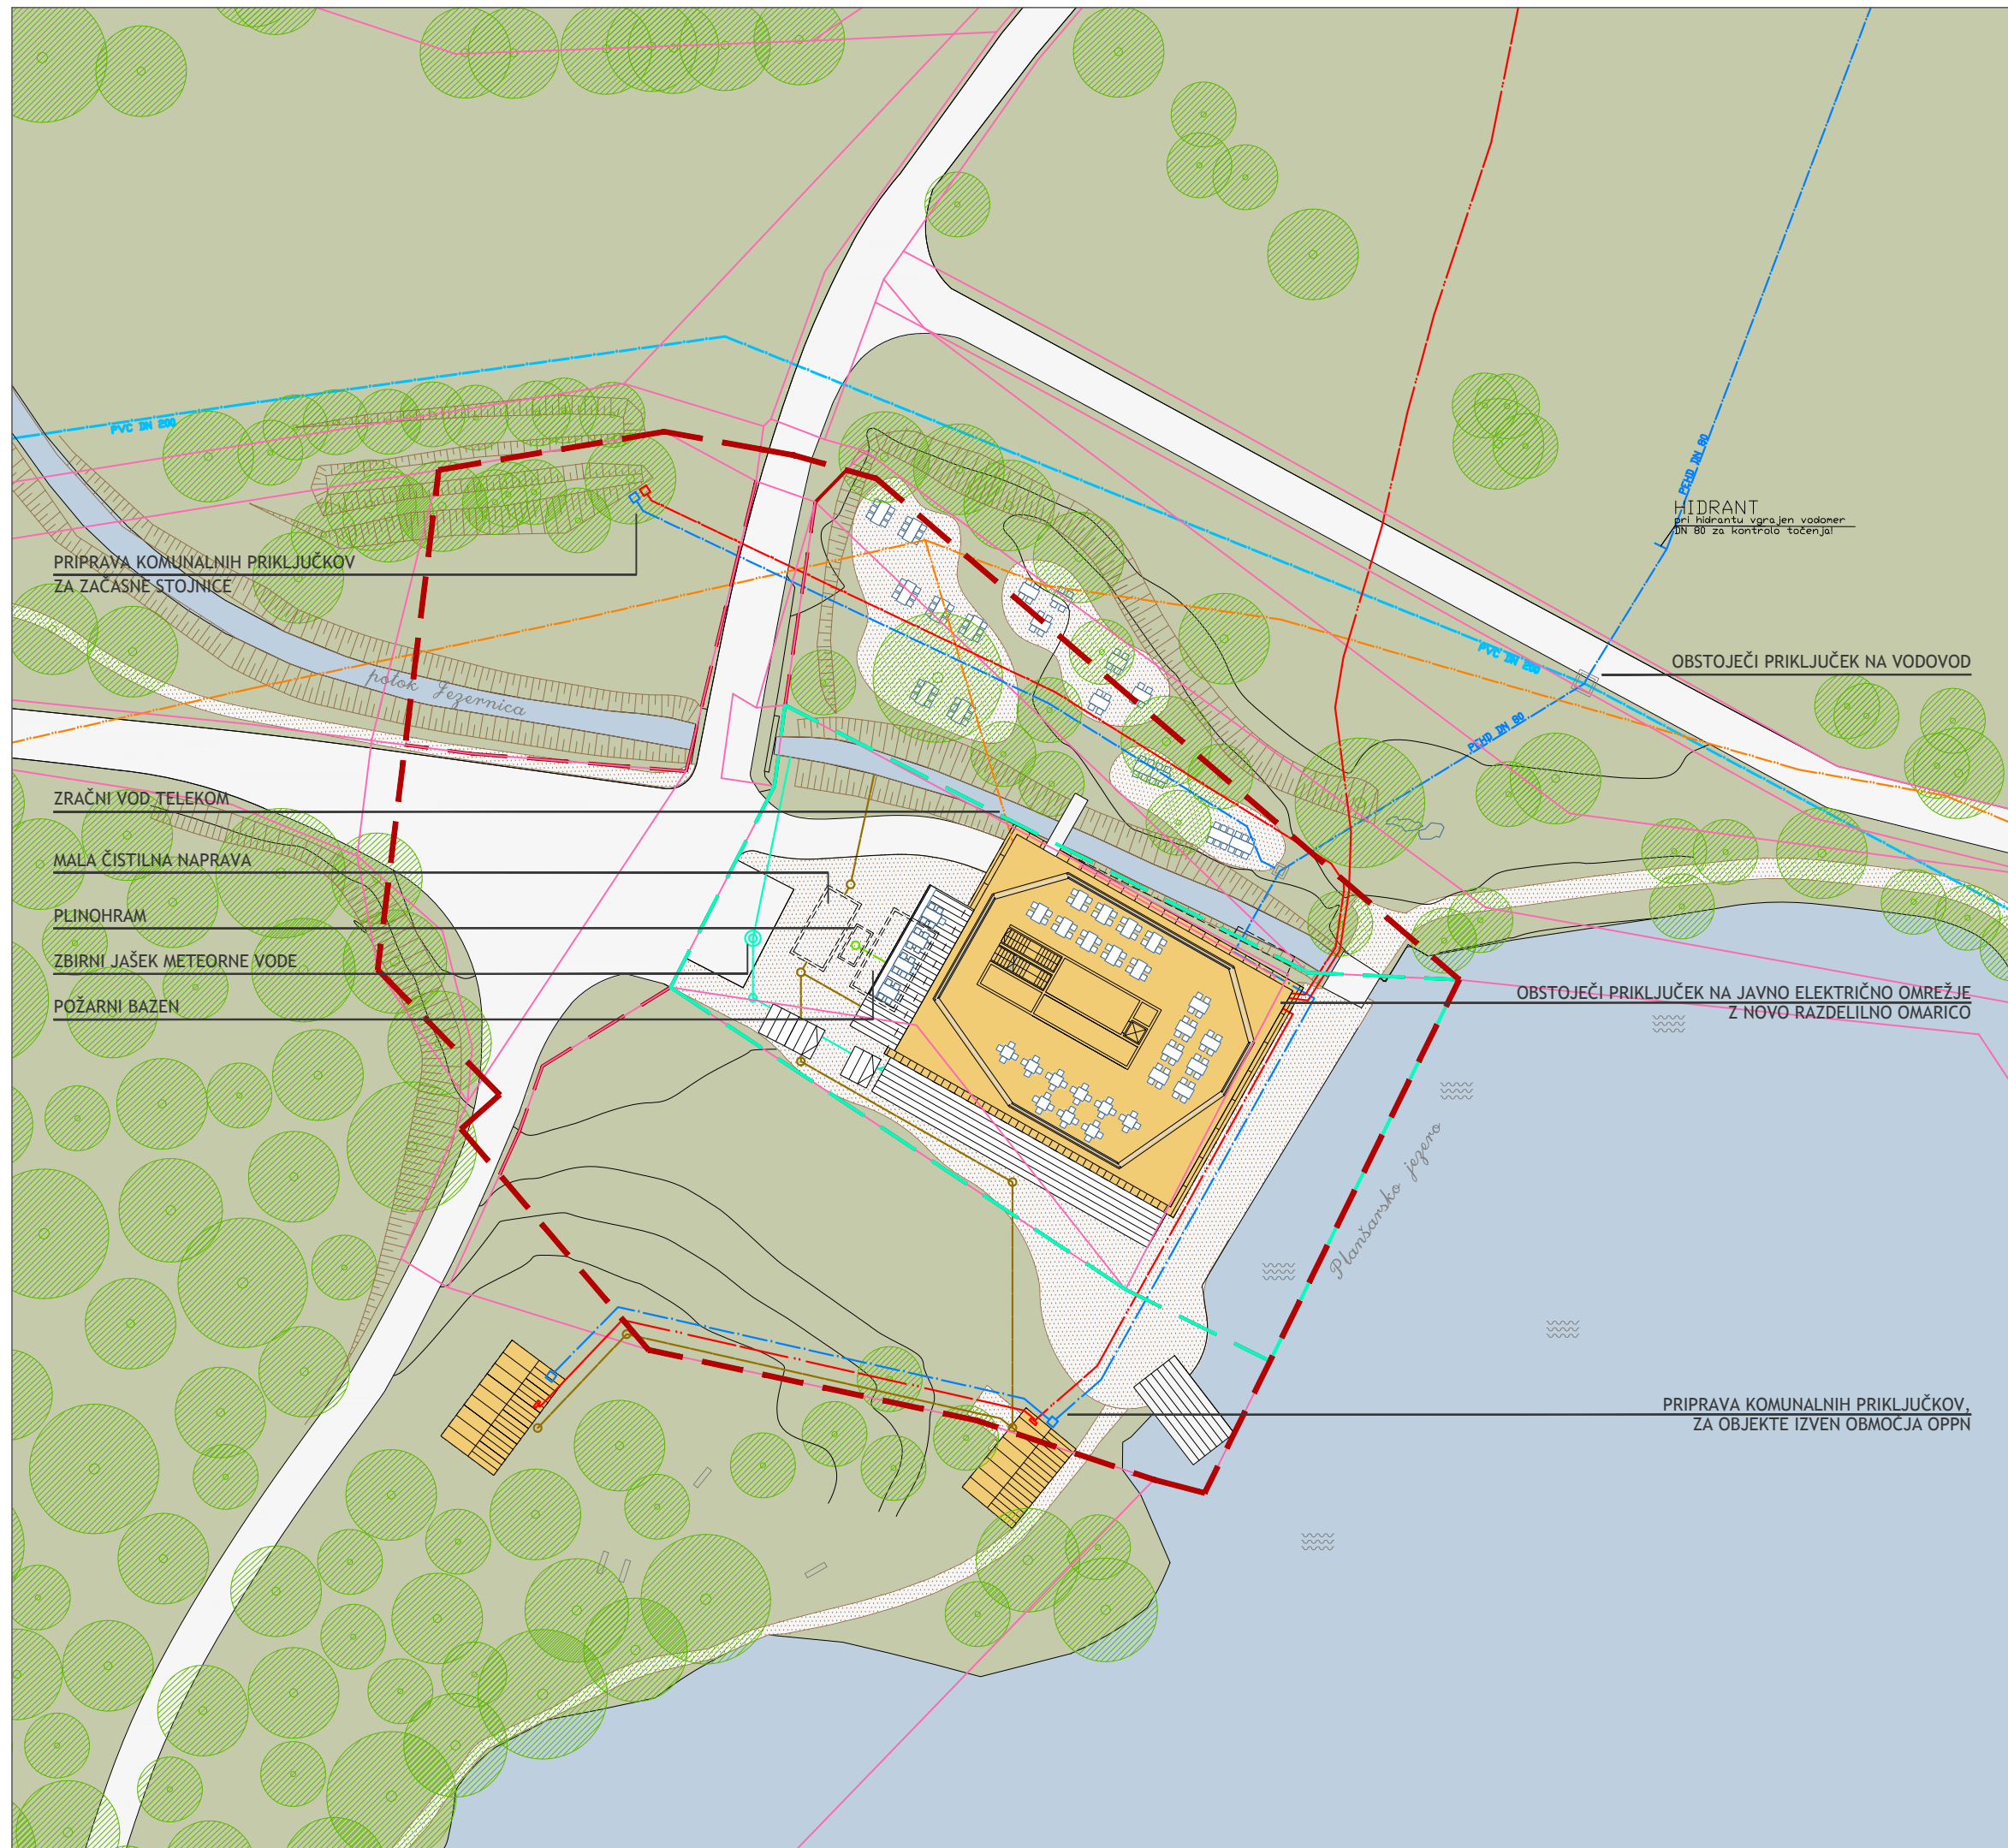 PVC DN 200
PEHD DN 80
HIDRANT
pri hidrantu vgrajen vodomer
DN 80 za kontrolo točenja!
PRIPRAVA KOMUNALNIH PRIKLJUČKOV
ZA ZAČASNE STOJNICE
potok Jezernica
PVC DN 200
OBSTOJEČI PRIKLJUČEK NA VODOVOD
PEHD DN 80
ZRAČNI VOD TELEKOM
MALA ČISTILNA NAPRAVA
PLINOHRAM
ZBIRNI JAŠEK METEORNE VODE
POŽARNI BAZEN
OBSTOJEČI PRIKLJUČEK NA JAVNO ELEKTRIČNO OMREŽJE
Z NOVO RAZDELILNO OMARICO
Planšarsko jezero
PRIPRAVA KOMUNALNIH PRIKLJUČKOV,
ZA OBJEKTE IZVEN OBMOČJA OPPN